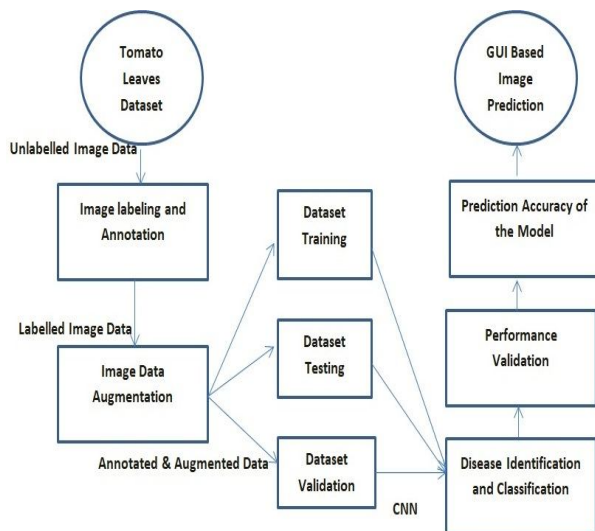 Tomato
Leaves
Dataset
Unlabelled Image Data
Image labeling and
Annotation
Labelled Image Data
Image Data
Augmentation
Annotated & Augmented Data
Dataset
Training
Dataset
Testing
Dataset
Validation
CNN
Disease Identification
and Classification
Performance
Validation
Prediction Accuracy of
the Model
GUI Based
Image
Prediction